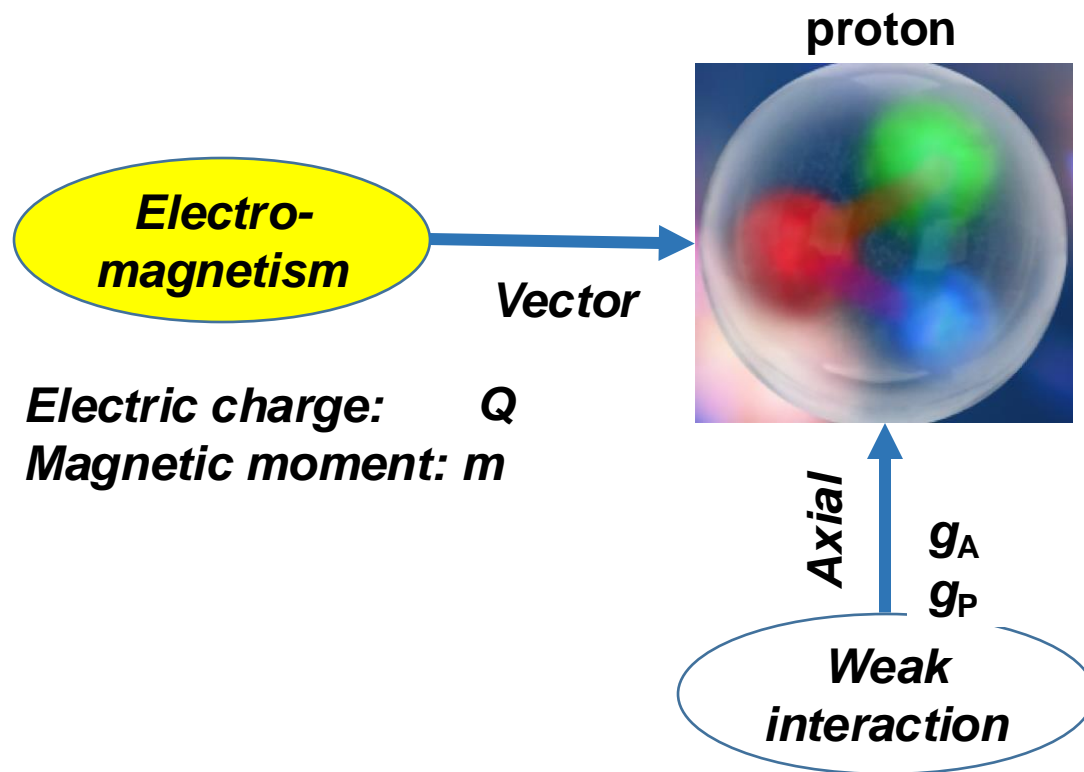 proton
Electro-
magnetism
Vector
Electric charge: Q
Magnetic moment: m
Axial
gA
gP
Weak
interaction